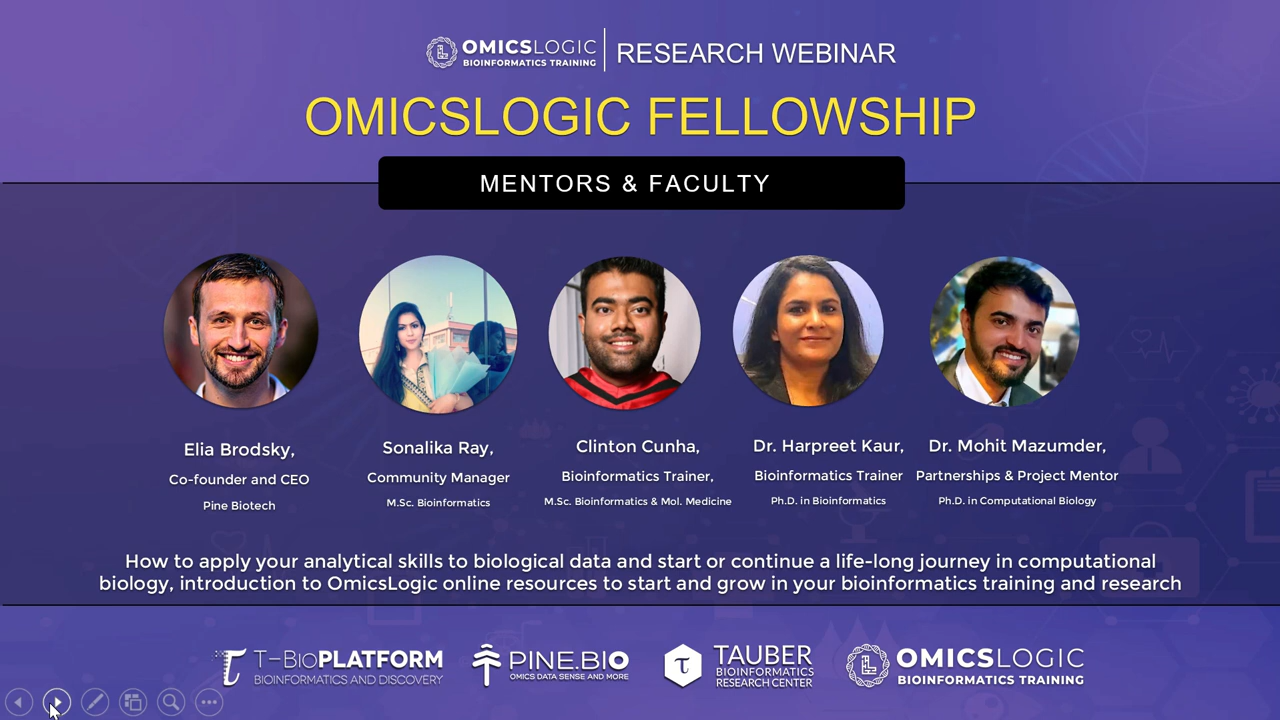 OMICSLOGIC
BIOINFORMATICS TRAINING
RESEARCH WEBINAR
OMICSLOGIC FELLOWSHIP
MENTORS & FACULTY
Elia Brodsky,
Co-founder and CEO
Pine Biotech
Sonalika Ray,
Community Manager
M.Sc. Bioinformatics
Clinton Cunha,
Bioinformatics Trainer,
M.Sc. Bioinformatics & Mol. Medicine
Dr. Harpreet Kaur,
Bioinformatics Trainer
Ph.D. in Bioinformatics
Dr. Mohit Mazumder,
Partnerships & Project Mentor
Ph.D. in Computational Biology
How to apply your analytical skills to biological data and start or continue a life-long journey in computational
biology, introduction to OmicsLogic online resources to start and grow in your bioinformatics training and research
T-BioPLATFORM
BIOINFORMATICS AND DISCOVERY
PINE.BIO
OMICS DATA SENSE AND MORE
TAUBER
BIOINFORMATICS
RESEARCH CENTER
OMICSLOGIC
BIOINFORMATICS TRAINING